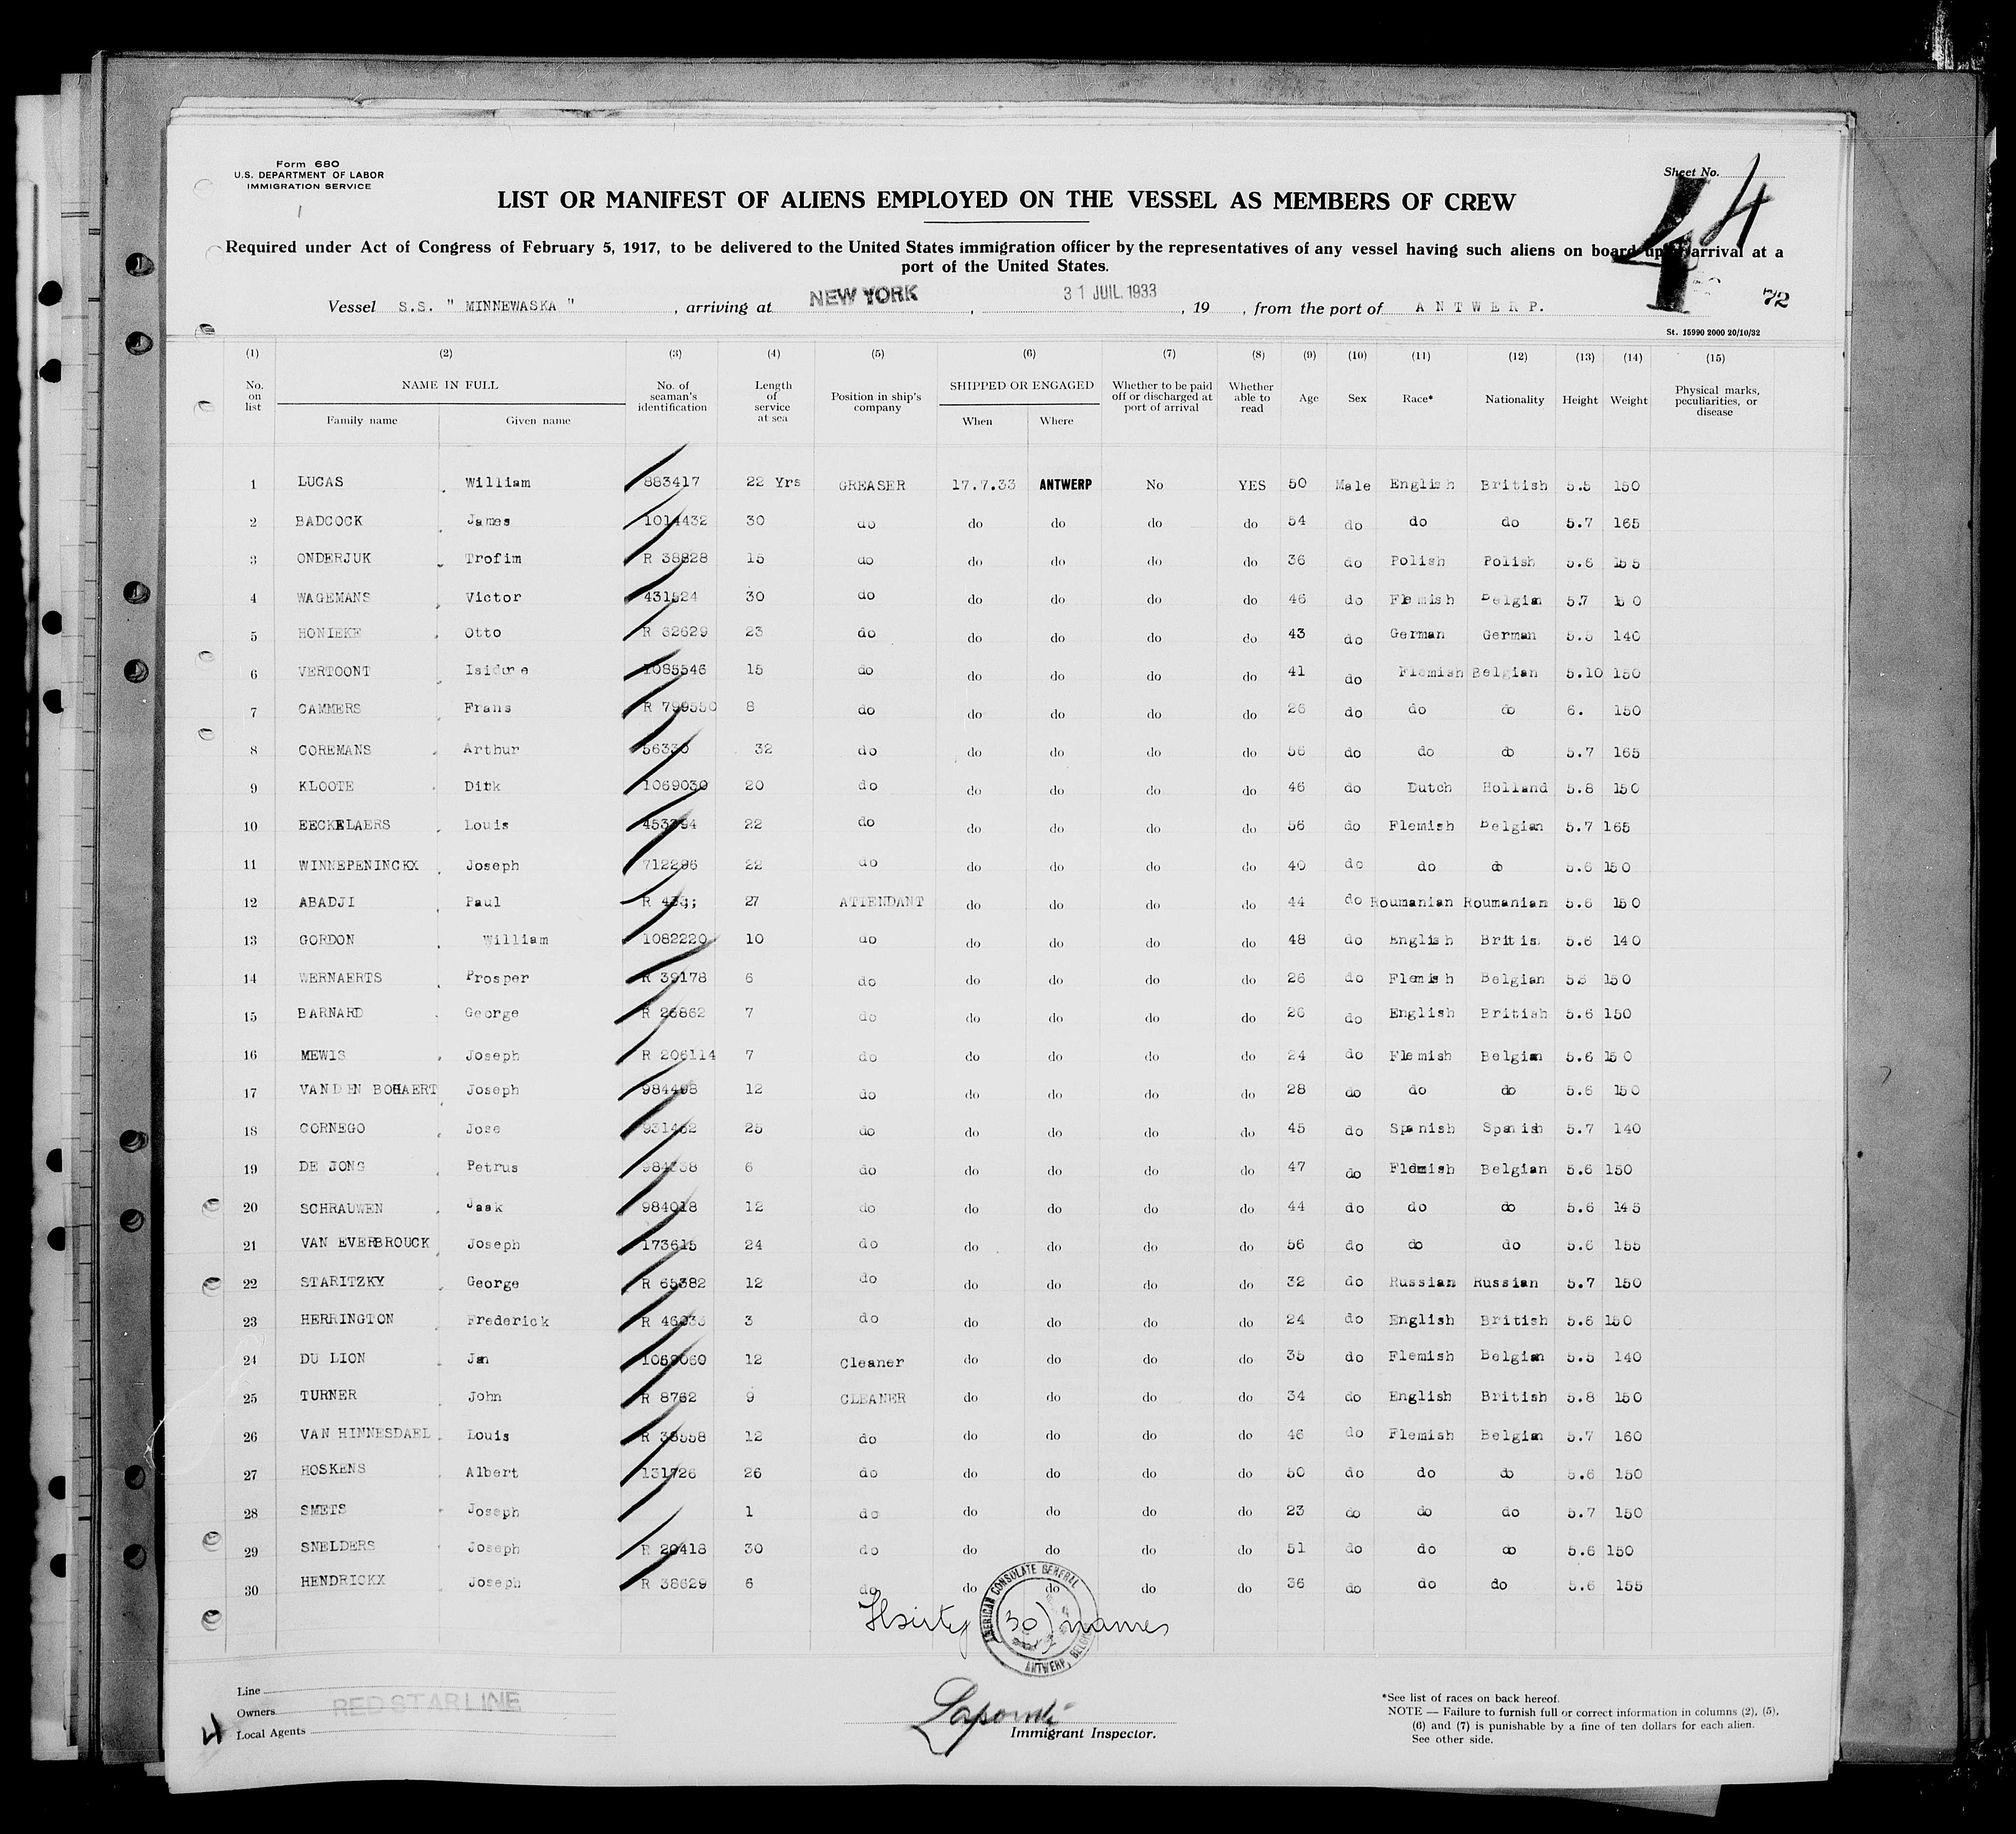 Form 680
U.S. DEPARTMENT OF LABOR
IMMIGRATION SERVICE
Sheet No. 4
LIST OR MANIFEST OF ALIENS EMPLOYED ON THE VESSEL AS MEMBERS OF CREW
Required under Act of Congress of February 5, 1917, to be delivered to the United States immigration officer by the representatives of any vessel having such aliens on board upon arrival at a
port of the United States.
Vessel S.S. " MINNEWASKA " , arriving at NEW YORK , 31 JUIL. 1933 , 19 , from the port of A N T W E R P.
72
St. 15990 2000 20/10/32
(1) (2) (3) (4) (5) (6) (7) (8) (9) (10) (11) (12) (13) (14) (15)
No. on list NAME IN FULL Family name Given name No. of seaman's identification Length of service at sea Position in ship's company SHIPPED OR ENGAGED When Where Whether to be paid off or discharged at port of arrival Whether able to read Age Sex Race* Nationality Height Weight Physical marks, peculiarities, or disease
1 LUCAS William 883417 22 Yrs GREASER 17.7.33 ANTWERP No YES 50 Male English British 5.5 150
2 BADCOCK James 1014432 30 do do do do do 54 do do do 5.7 165
3 ONDERJUK Trofim R 38828 15 do do do do do 36 do Polish Polish 5.6 155
4 WAGEMANS Victor 431524 30 do do do do do 46 do Flemish Belgian 5.7 150
5 HONIEKE Otto R 62629 23 do do do do do 43 do German German 5.5 140
6 VERTOONT Isidore 1085546 15 do do do do do 41 do Flemish Belgian 5.10 150
7 CAMMERS Frans R 799550 8 do do do do do 26 do do do 6. 150
8 COREMANS Arthur 56330 32 do do do do do 56 do do do 5.7 165
9 KLOOTE Dirk 1069030 20 do do do do do 46 do Dutch Holland 5.8 150
10 EECKELAERS Louis 453394 22 do do do do do 56 do Flemish Belgian 5.7 165
11 WINNEPENINCKX Joseph 712296 22 do do do do do 40 do do do 5.6 150
12 ABADJI Paul 27 ATTENDANT do do do do 44 do Roumanian Roumanian 5.6 150
13 GORDON William 1082220 10 do do do do do 48 do English Britis 5.6 140
14 WERNAERTS Prosper R 39178 6 do do do do do 26 do Flemish Belgian 5.6 150
15 BARNARD George R 26862 7 do do do do do 26 do English British 5.6 150
16 MEWIS Joseph R 206114 7 do do do do do 24 do Flemish Belgian 5.6 150
17 VANDEN BOHAERT Joseph 984498 12 do do do do do 28 do do do 5.6 150
18 CORNEGO Jose 931462 25 do do do do do 45 do Spanish Spanish 5.7 140
19 DE JONG Petrus 6 do do do do do 47 do Flemish Belgian 5.6 150
20 SCHRAUWEN Jaak 984018 12 do do do do do 44 do do do 5.6 145
21 VAN EVERBROUCK Joseph 173615 24 do do do do do 56 do do do 5.6 155
22 STARITZKY George R 65382 12 do do do do do 32 do Russian Russian 5.7 150
23 HERRINGTON Frederick 3 do do do do do 24 do English British 5.6 150
24 DU LION Jan 1059060 12 Cleaner do do do do 35 do Flemish Belgian 5.5 140
25 TURNER John R 8762 9 CLEANER do do do do 34 do English British 5.8 150
26 VAN HINNESDAEL Louis R 38558 12 do do do do do 46 do Flemish Belgian 5.7 160
27 HOSKENS Albert 131726 26 do do do do do 50 do do do 5.6 150
28 SMETS Joseph 1 do do do do do 23 do do do 5.7 150
29 SNELDERS Joseph R 20418 30 do do do do do 51 do do do 5.6 150
30 HENDRICKX Joseph R 38629 6 do do do do do 36 do do do 5.6 155
Thirty (30) names
AMERICAN CONSULATE GENERAL
ANTWERP, BELGIUM
Line
Owners RED STAR LINE
Local Agents
4
Immigrant Inspector.
*See list of races on back hereof.
NOTE — Failure to furnish full or correct information in columns (2), (5),
(6) and (7) is punishable by a fine of ten dollars for each alien.
See other side.